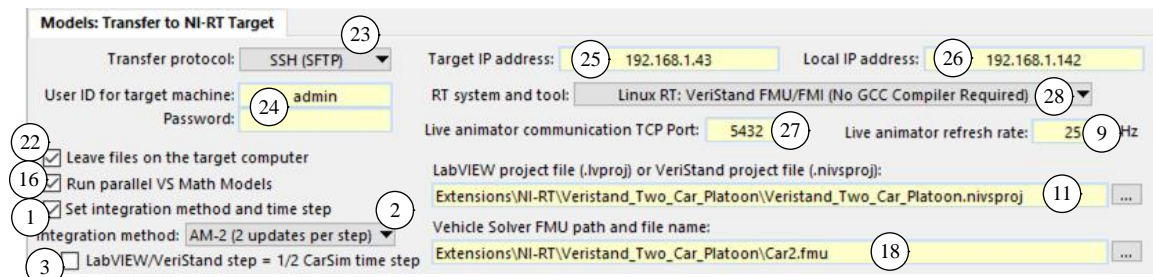 Models: Transfer to NI-RT Target
23
Transfer protocol: SSH (SFTP)
Target IP address: 25 192.168.1.43
Local IP address: 26 192.168.1.142
User ID for target machine: admin
24
Password:
RT system and tool: Linux RT: VeriStand FMU/FMI (No GCC Compiler Required) 28
Live animator communication TCP Port: 5432 27
Live animator refresh rate: 25 9 Hz
22
Leave files on the target computer
16 Run parallel VS Math Models
1 Set integration method and time step
2
Integration method: AM-2 (2 updates per step)
3 LabVIEW/VeriStand step = 1/2 CarSim time step
LabVIEW project file (.lvproj) or VeriStand project file (.nivsproj):
Extensions\NI-RT\Veristand_Two_Car_Platoon\Veristand_Two_Car_Platoon.nivsproj 11 ...
Vehicle Solver FMU path and file name:
Extensions\NI-RT\Veristand_Two_Car_Platoon\Car2.fmu 18 ...